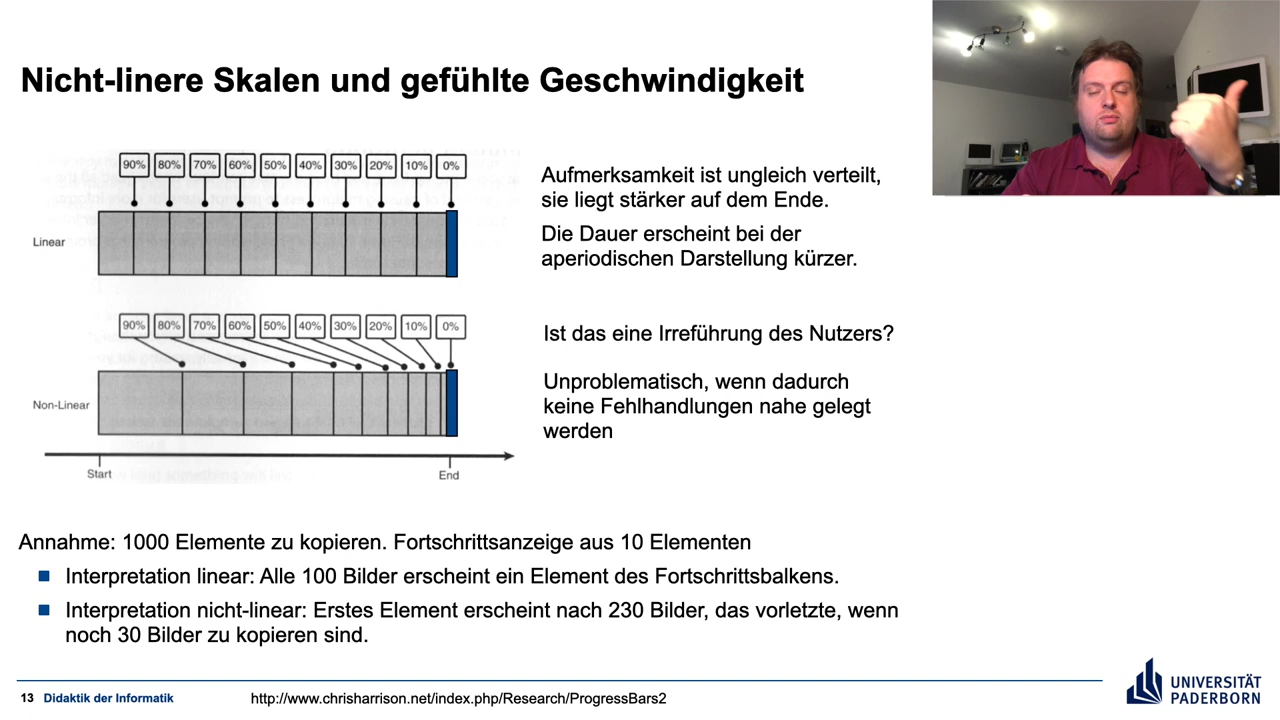 Nicht-linere Skalen und gefühlte Geschwindigkeit
90% 80% 70% 60% 50% 40% 30% 20% 10% 0%
Linear
90% 80% 70% 60% 50% 40% 30% 20% 10% 0%
Non-Linear
Start End
Aufmerksamkeit ist ungleich verteilt,
sie liegt stärker auf dem Ende.
Die Dauer erscheint bei der
aperiodischen Darstellung kürzer.
Ist das eine Irreführung des Nutzers?
Unproblematisch, wenn dadurch
keine Fehlhandlungen nahe gelegt
werden
Annahme: 1000 Elemente zu kopieren. Fortschrittsanzeige aus 10 Elementen
Interpretation linear: Alle 100 Bilder erscheint ein Element des Fortschrittsbalkens.
Interpretation nicht-linear: Erstes Element erscheint nach 230 Bilder, das vorletzte, wenn
noch 30 Bilder zu kopieren sind.
13 Didaktik der Informatik http://www.chrisharrison.net/index.php/Research/ProgressBars2
UNIVERSITÄT
PADERBORN